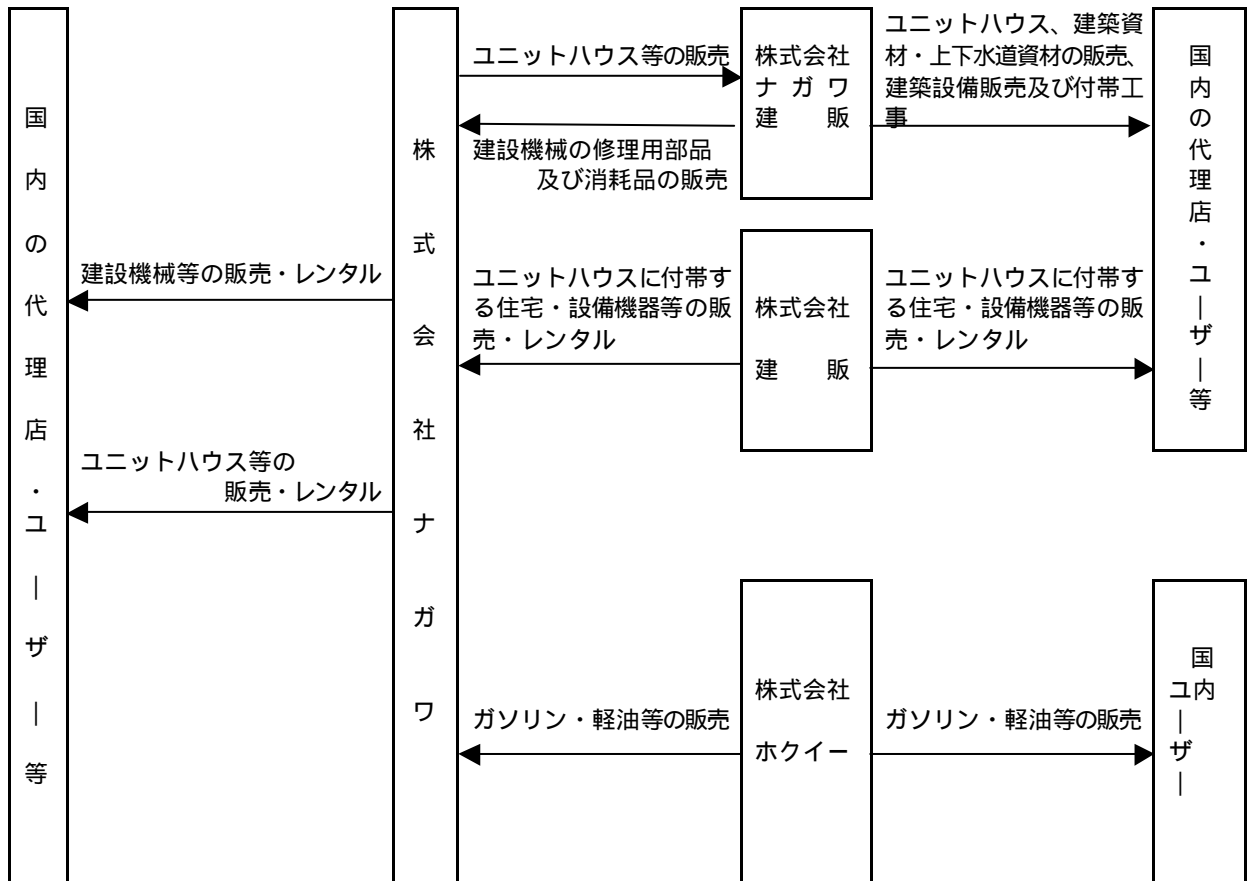 国内の代理店・ユーザー等
建設機械等の販売・レンタル
ユニットハウス等の
販売・レンタル
株式会社ナガワ
ユニットハウス等の販売
建設機械の修理用部品
及び消耗品の販売
株式会社
ナガワ
建販
ユニットハウス、建築資
材・上下水道資材の販売、
建築設備販売及び付帯工
事
国内の代理店・ユーザー等
ユニットハウスに付帯す
る住宅・設備機器等の販
売・レンタル
株式会社
建販
ユニットハウスに付帯す
る住宅・設備機器等の販
売・レンタル
ガソリン・軽油等の販売
株式会社
ホクイー
ガソリン・軽油等の販売
国内
ユーザー